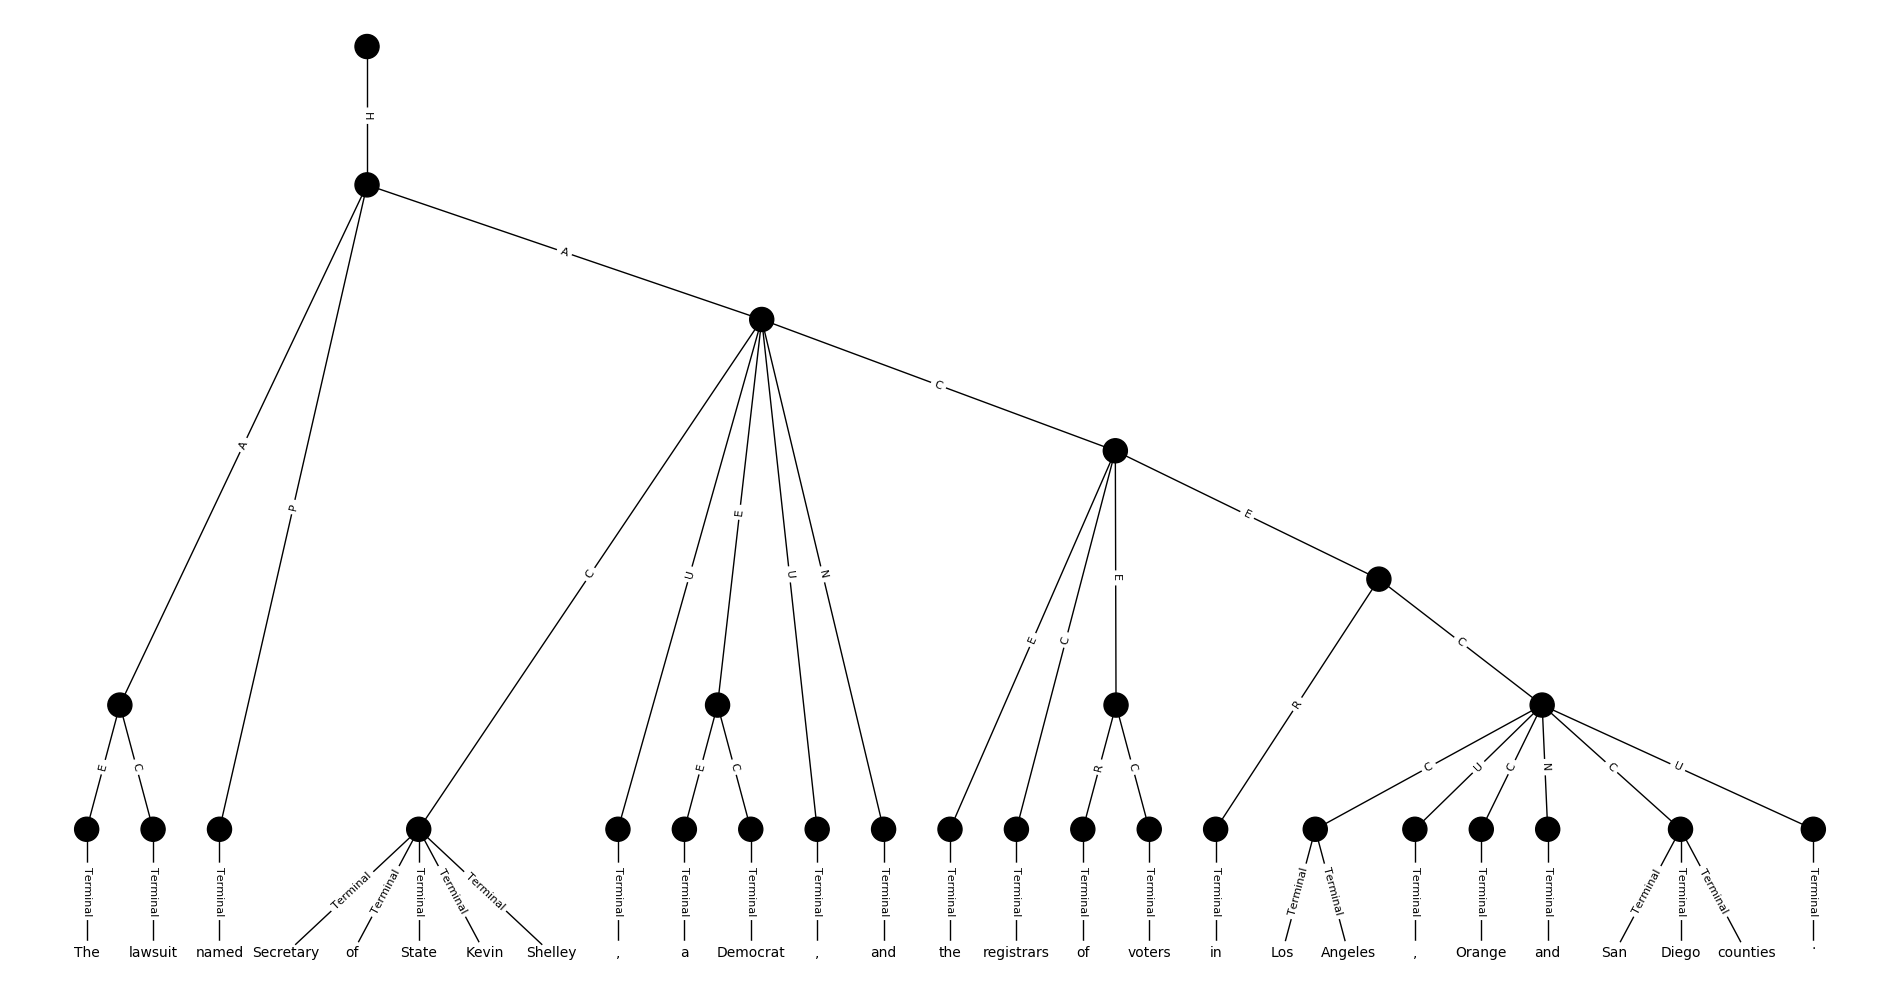 H
A
C
A
E
P
E
C
U
U
N
C
E
E
C
C
R
E
C
E
C
R
C
C
U
C
N
C
U
Terminal Terminal Terminal Terminal Terminal Terminal Terminal Terminal Terminal Terminal Terminal Terminal Terminal Terminal Terminal Terminal Terminal Terminal Terminal Terminal Terminal Terminal Terminal Terminal Terminal Terminal Terminal
The lawsuit named Secretary of State Kevin Shelley , a Democrat , and the registrars of voters in Los Angeles , Orange and San Diego counties .